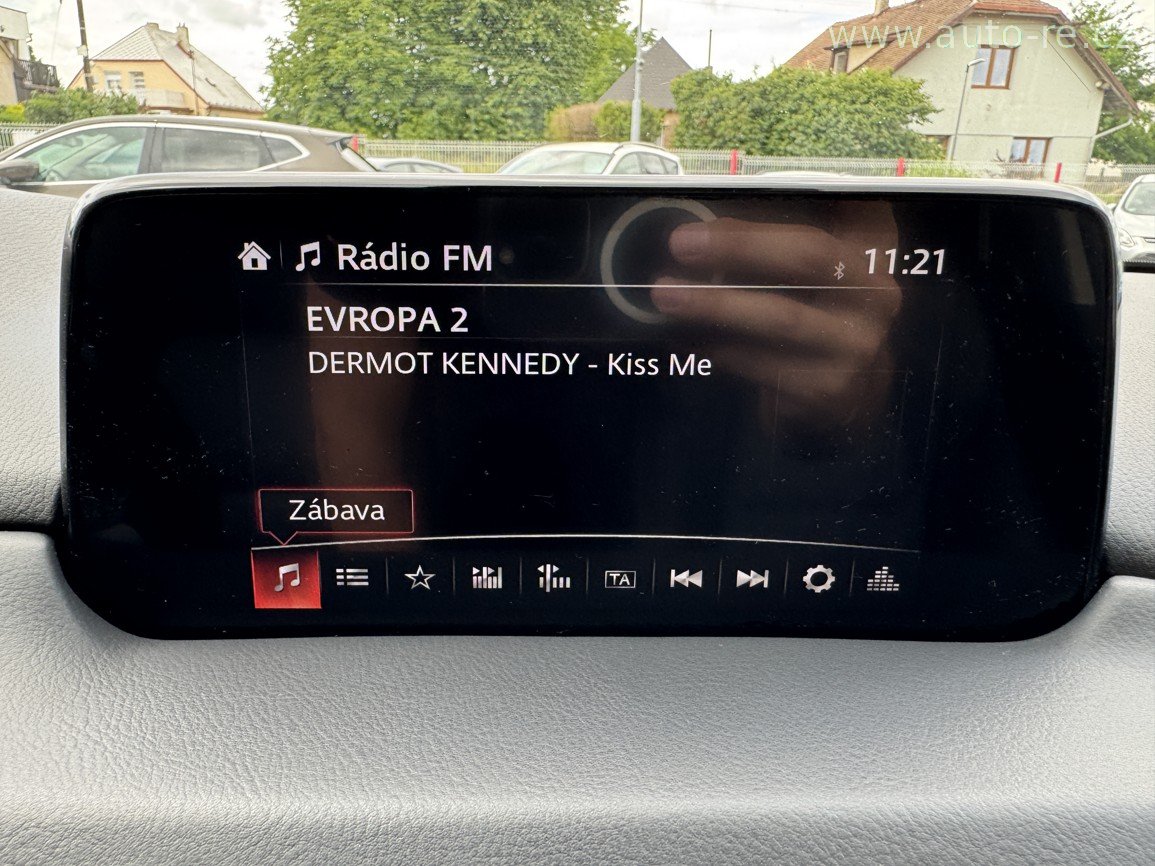 www.auto-re.cz
Rádio FM
11:21
EVROPA 2
DERMOT KENNEDY - Kiss Me
Zábava
TA